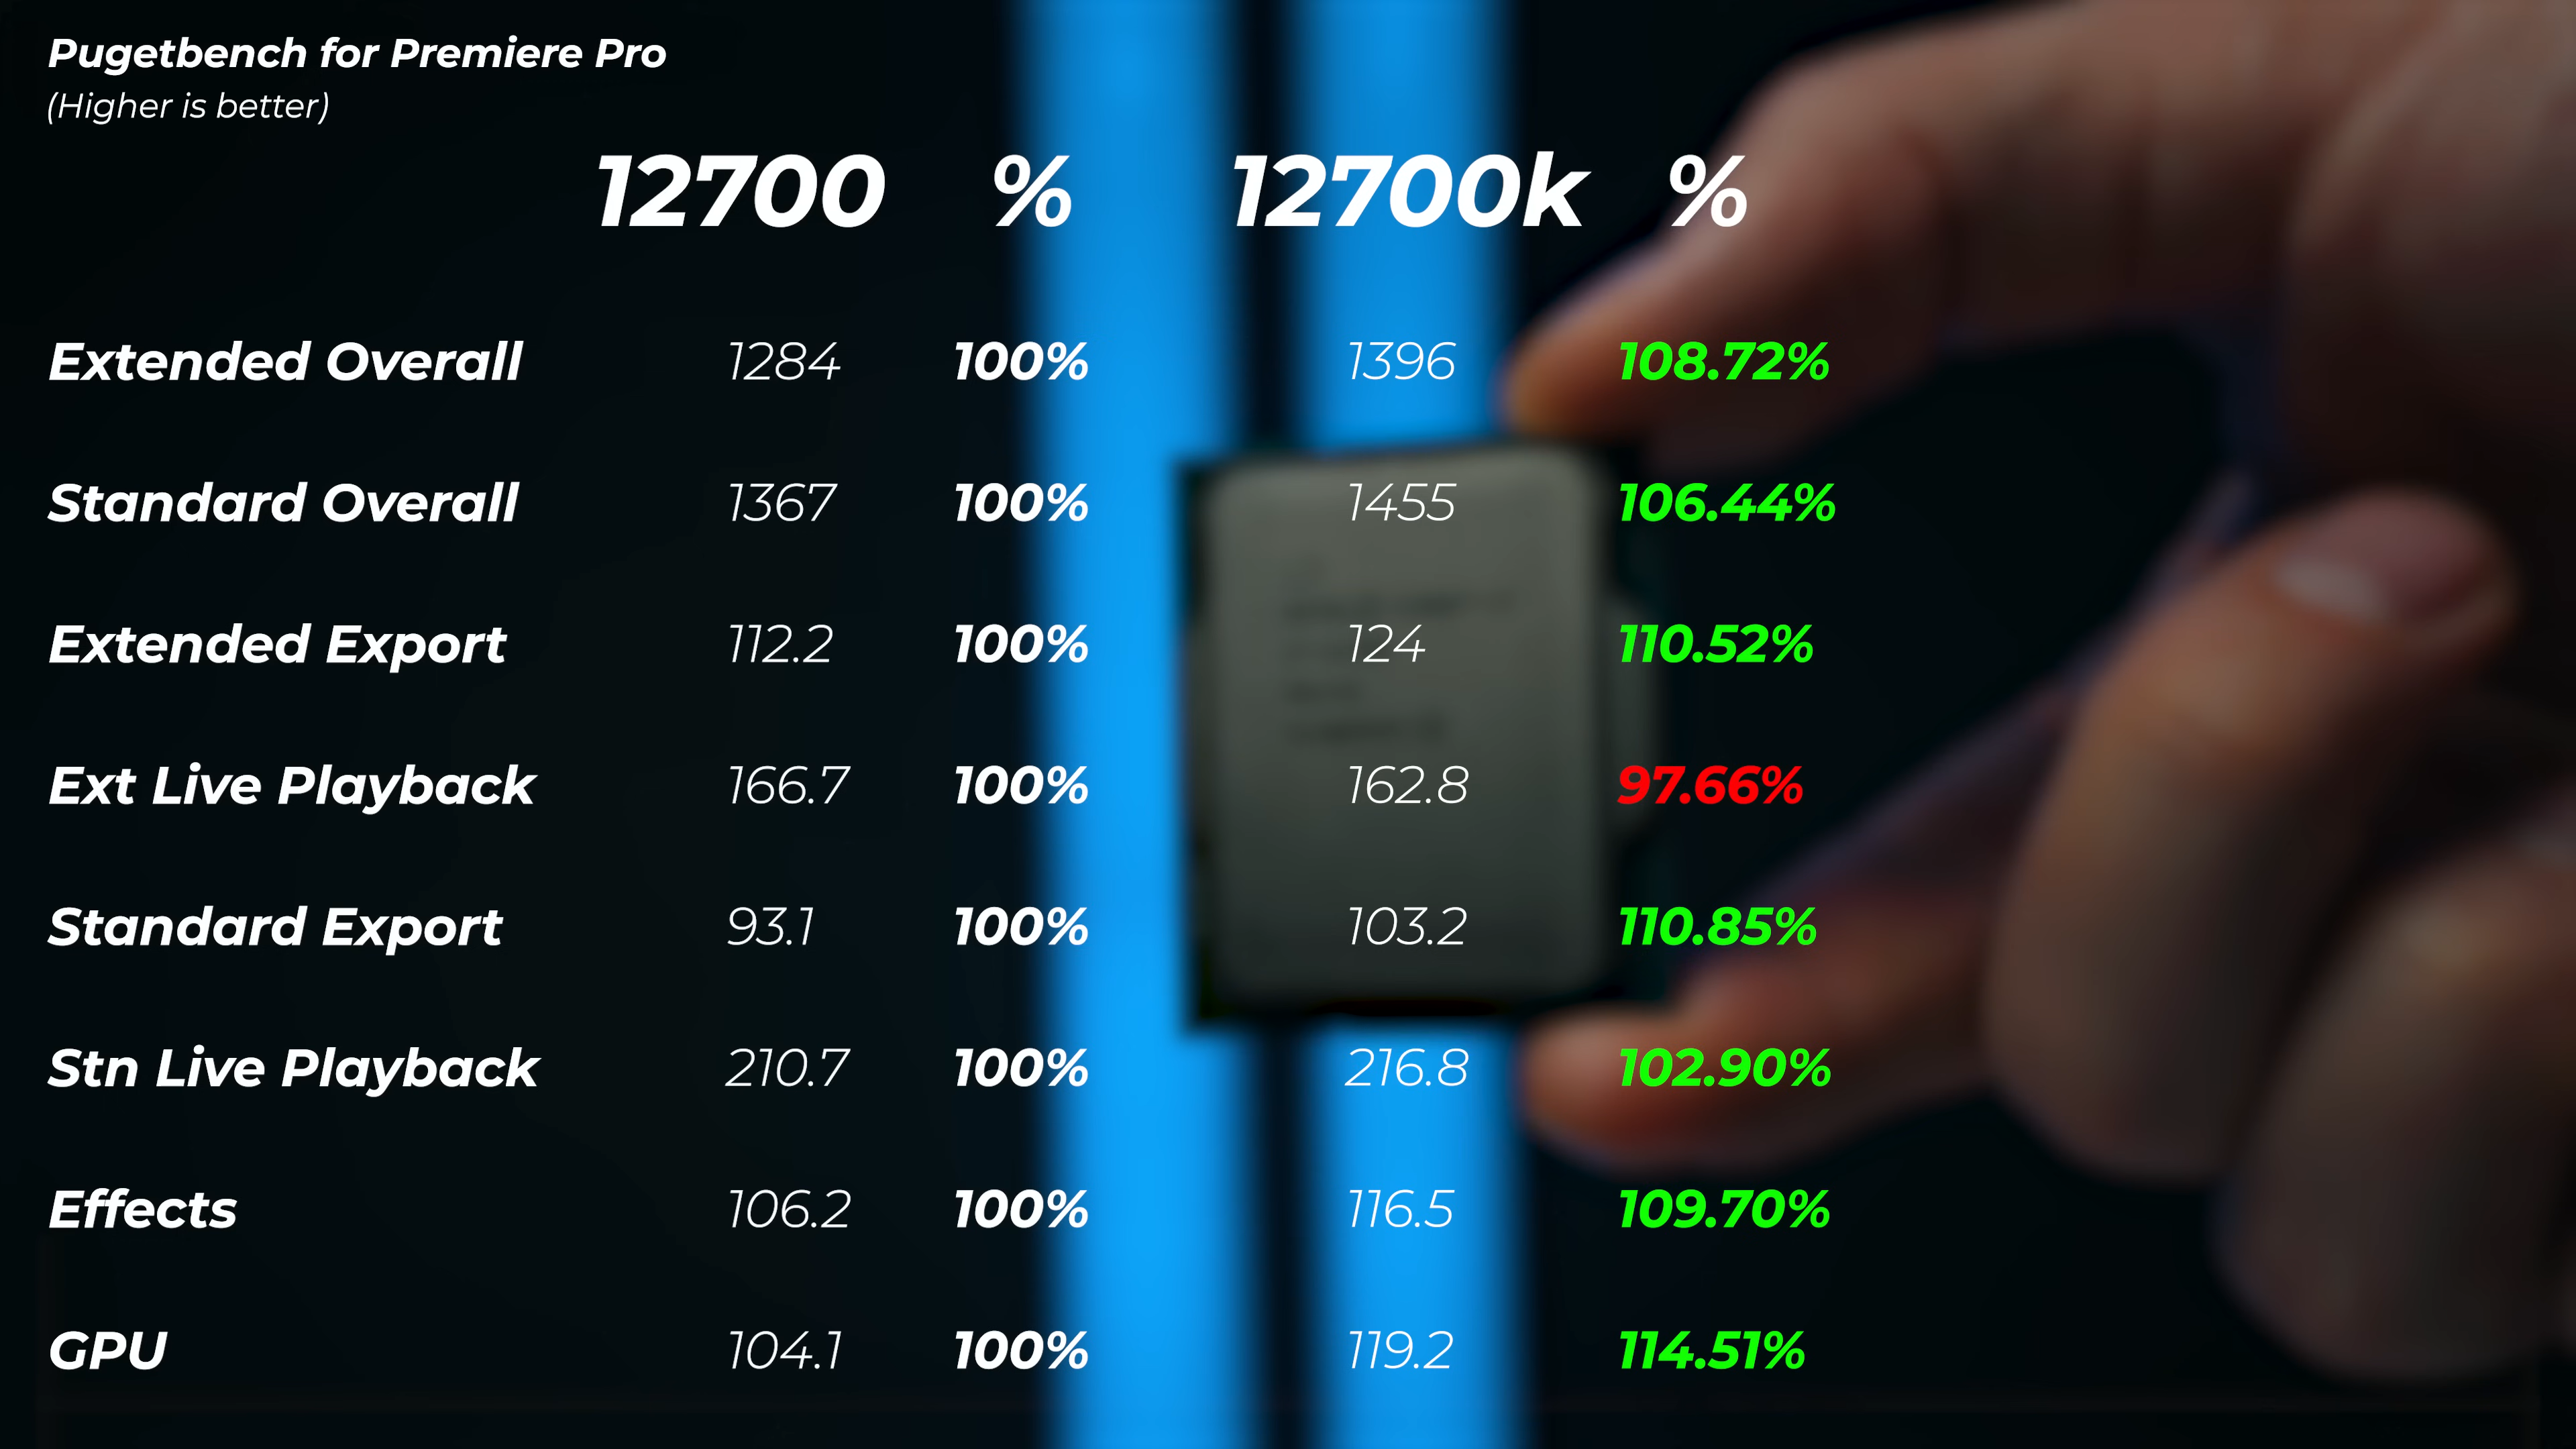 Pugetbench for Premiere Pro
(Higher is better)
12700 % 12700k %
Extended Overall 1284 100% 1396 108.72%
Standard Overall 1367 100% 1455 106.44%
Extended Export 112.2 100% 124 110.52%
Ext Live Playback 166.7 100% 162.8 97.66%
Standard Export 93.1 100% 103.2 110.85%
Stn Live Playback 210.7 100% 216.8 102.90%
Effects 106.2 100% 116.5 109.70%
GPU 104.1 100% 119.2 114.51%